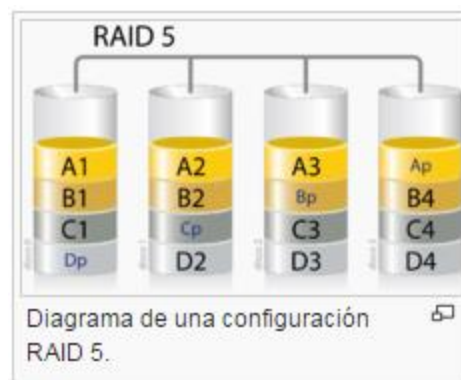 RAID 5
A1 A2 A3 Ap
B1 B2 Bp B4
C1 Cp C3 C4
Dp D2 D3 D4
Diagrama de una configuración
RAID 5.